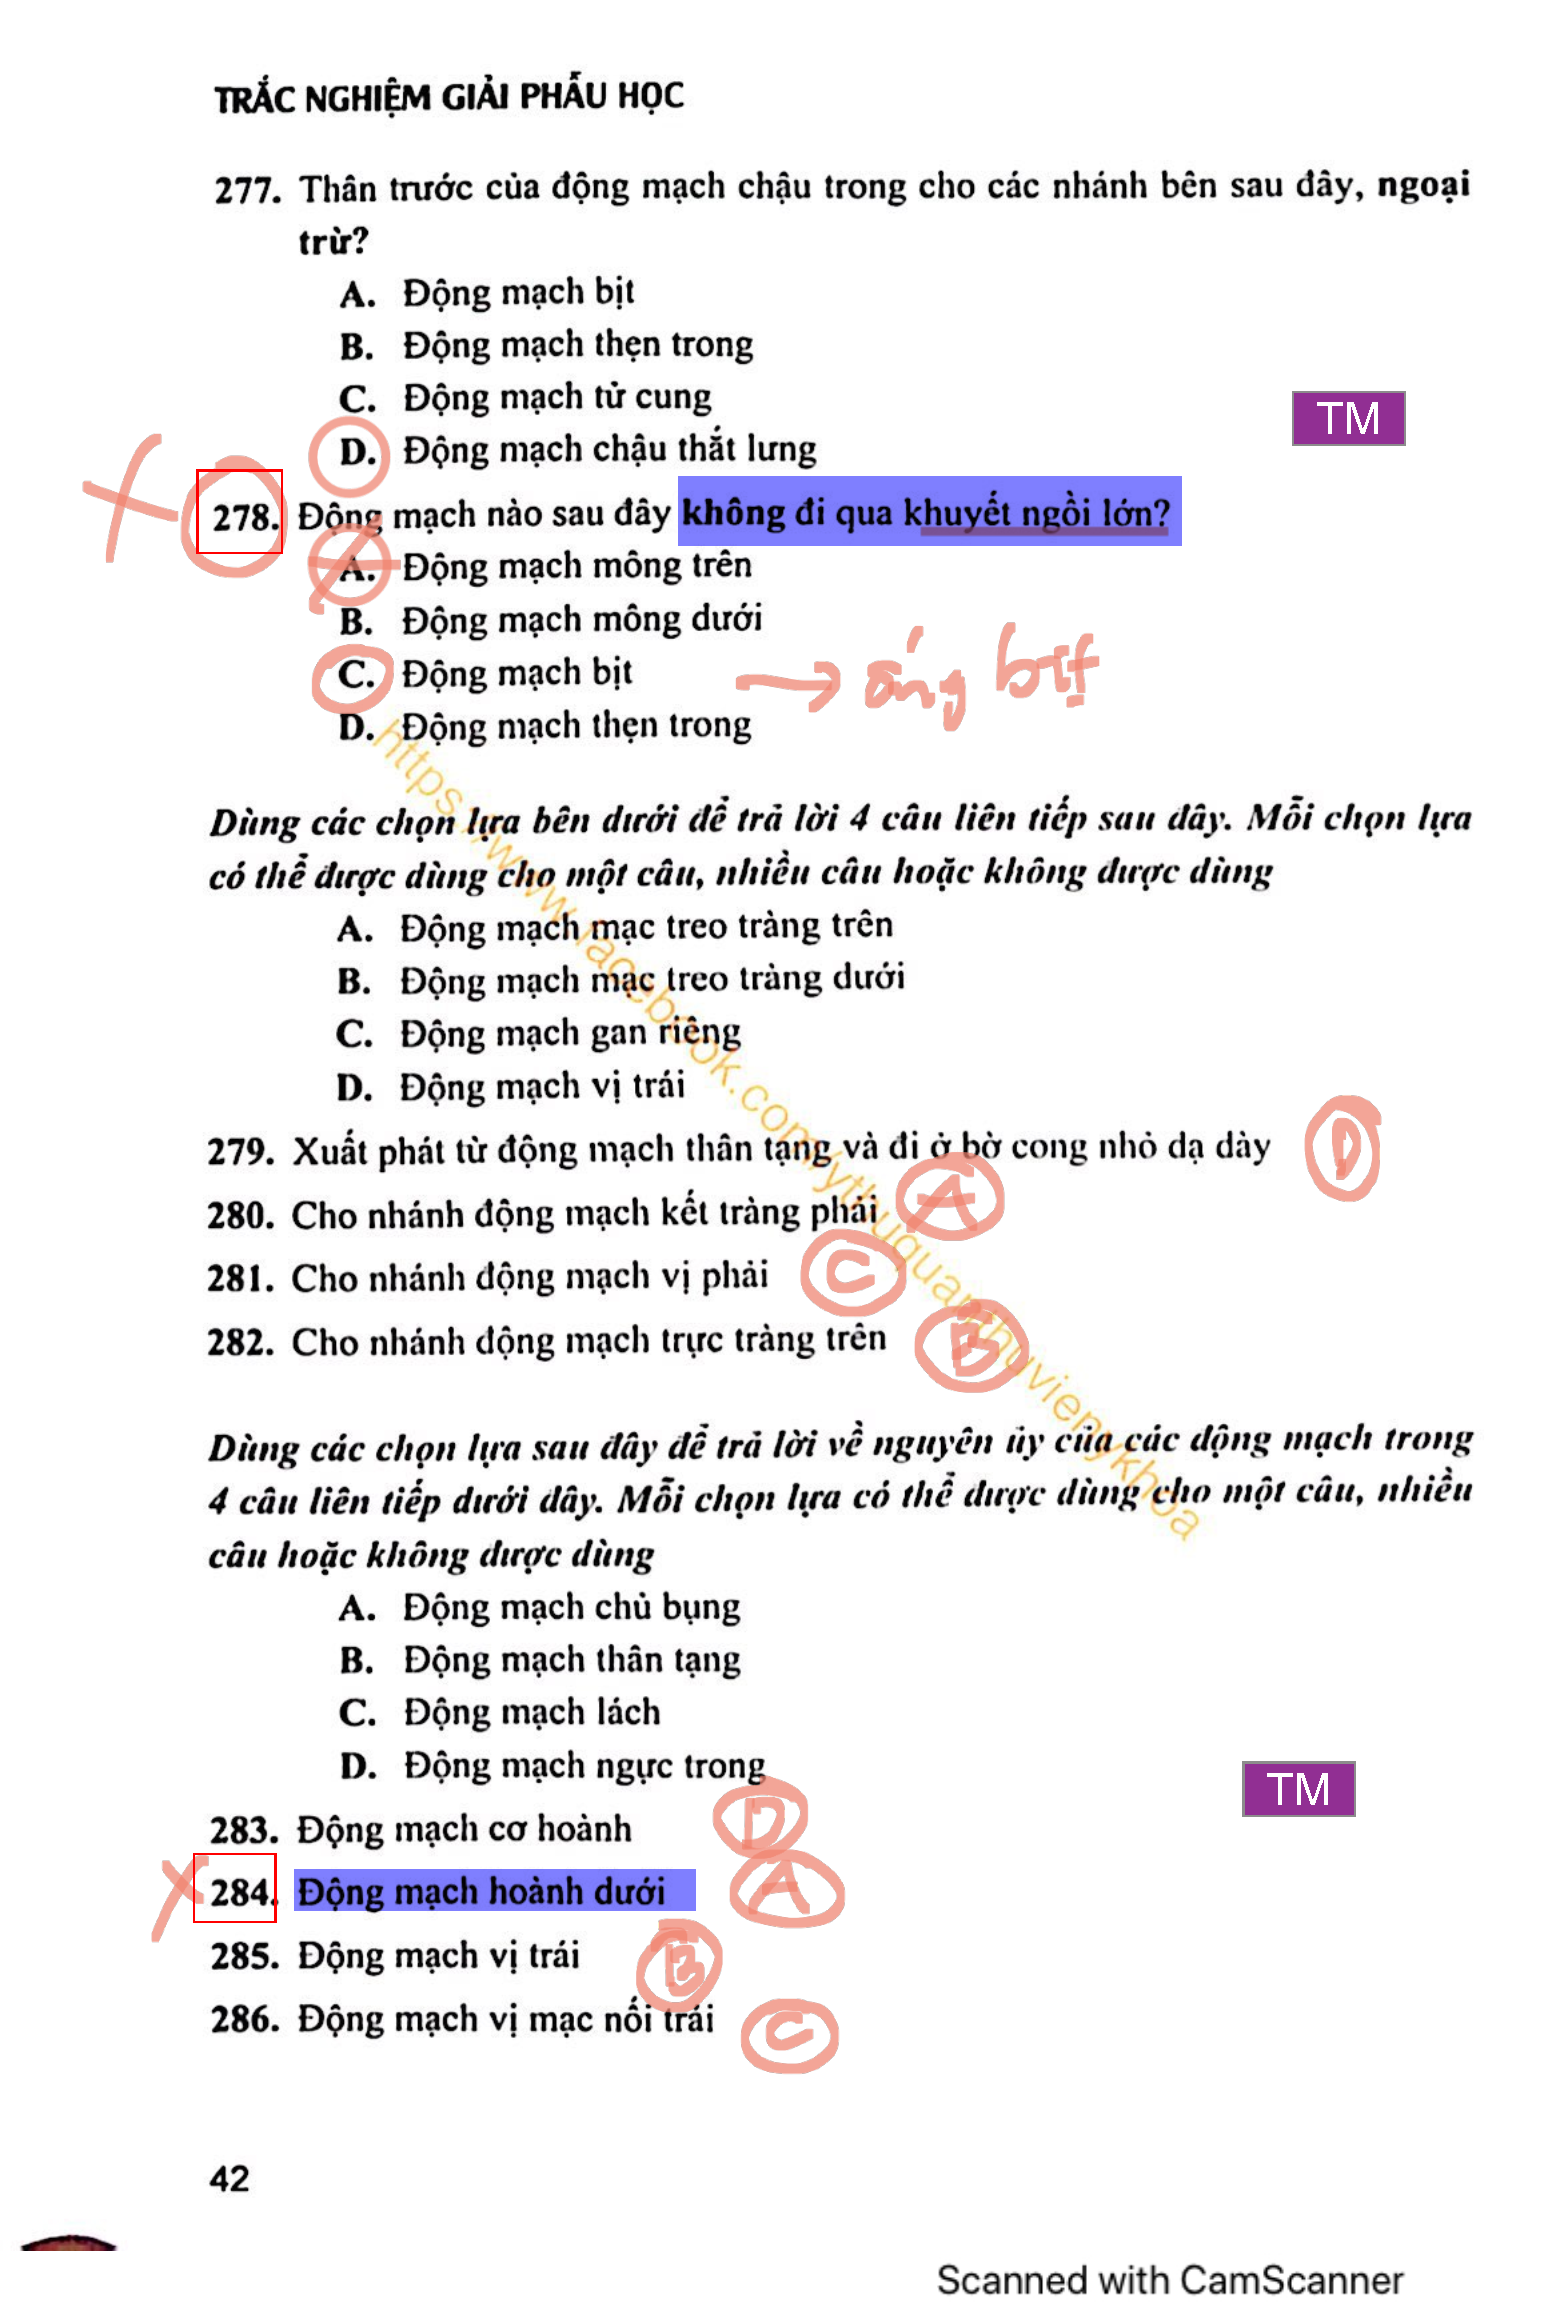 TRẮC NGHIỆM GIẢI PHẪU HỌC
277. Thân trước của động mạch chậu trong cho các nhánh bên sau đây, ngoại
trừ?
A. Động mạch bịt
B. Động mạch thẹn trong
C. Động mạch tử cung
TM
D. Động mạch chậu thắt lưng
278. Động mạch nào sau đây không đi qua khuyết ngồi lớn?
A. Động mạch mông trên
B. Động mạch mông dưới
C. Động mạch bịt → ống bịt
D. Động mạch thẹn trong
https://www.facebook.com/ythuquanthuvienykhoa
Dùng các chọn lựa bên dưới để trả lời 4 câu liên tiếp sau đây. Mỗi chọn lựa
có thể được dùng cho một câu, nhiều câu hoặc không được dùng
A. Động mạch mạc treo tràng trên
B. Động mạch mạc treo tràng dưới
C. Động mạch gan riêng
D. Động mạch vị trái
279. Xuất phát từ động mạch thân tạng và đi ở bờ cong nhỏ dạ dày D
280. Cho nhánh động mạch kết tràng phải A
281. Cho nhánh động mạch vị phải C
282. Cho nhánh động mạch trực tràng trên B
Dùng các chọn lựa sau đây để trả lời về nguyên ủy của các động mạch trong
4 câu liên tiếp dưới đây. Mỗi chọn lựa có thể được dùng cho một câu, nhiều
câu hoặc không được dùng
A. Động mạch chủ bụng
B. Động mạch thân tạng
C. Động mạch lách
D. Động mạch ngực trong
TM
283. Động mạch cơ hoành D
284. Động mạch hoành dưới A
285. Động mạch vị trái B
286. Động mạch vị mạc nối trái C
42
Scanned with CamScanner